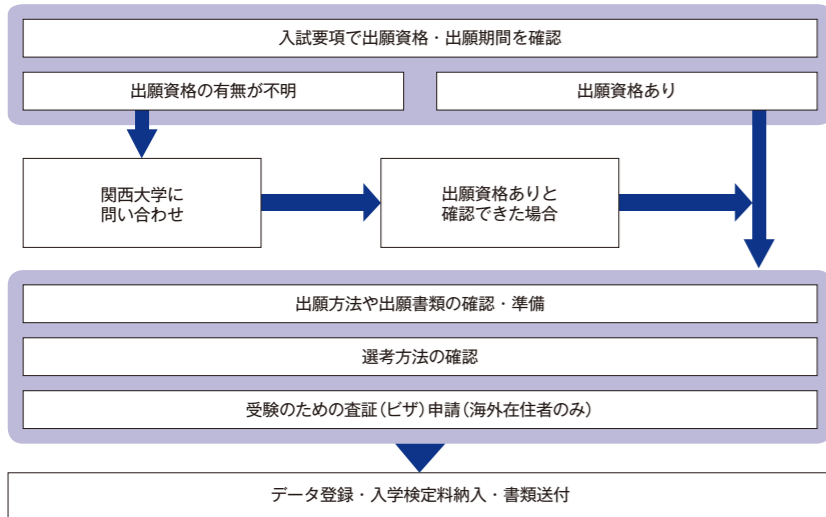 入試要項で出願資格・出願期間を確認
出願資格の有無が不明
出願資格あり
関西大学に
問い合わせ
出願資格ありと
確認できた場合
出願方法や出願書類の確認・準備
選考方法の確認
受験のための査証(ビザ)申請(海外在住者のみ)
データ登録・入学検定料納入・書類送付